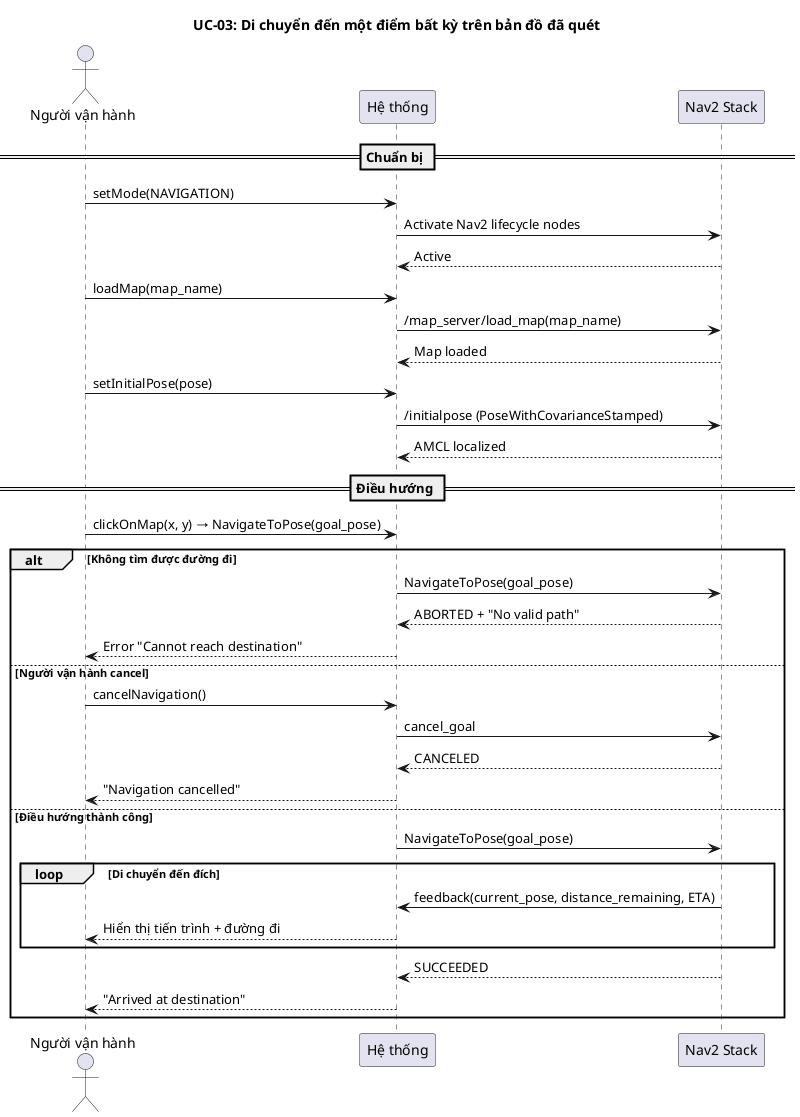 UC-03: Di chuyển đến một điểm bất kỳ trên bản đồ đã quét
Người vận hành
Hệ thống
Nav2 Stack
Chuẩn bị
setMode(NAVIGATION)
Activate Nav2 lifecycle nodes
Active
loadMap(map_name)
/map_server/load_map(map_name)
Map loaded
setInitialPose(pose)
/initialpose (PoseWithCovarianceStamped)
AMCL localized
Điều hướng
clickOnMap(x, y) → NavigateToPose(goal_pose)
alt [Không tìm được đường đi]
NavigateToPose(goal_pose)
ABORTED + "No valid path"
Error "Cannot reach destination"
[Người vận hành cancel]
cancelNavigation()
cancel_goal
CANCELED
"Navigation cancelled"
[Điều hướng thành công]
NavigateToPose(goal_pose)
loop [Di chuyển đến đích]
feedback(current_pose, distance_remaining, ETA)
Hiển thị tiến trình + đường đi
SUCCEEDED
"Arrived at destination"
Người vận hành
Hệ thống
Nav2 Stack